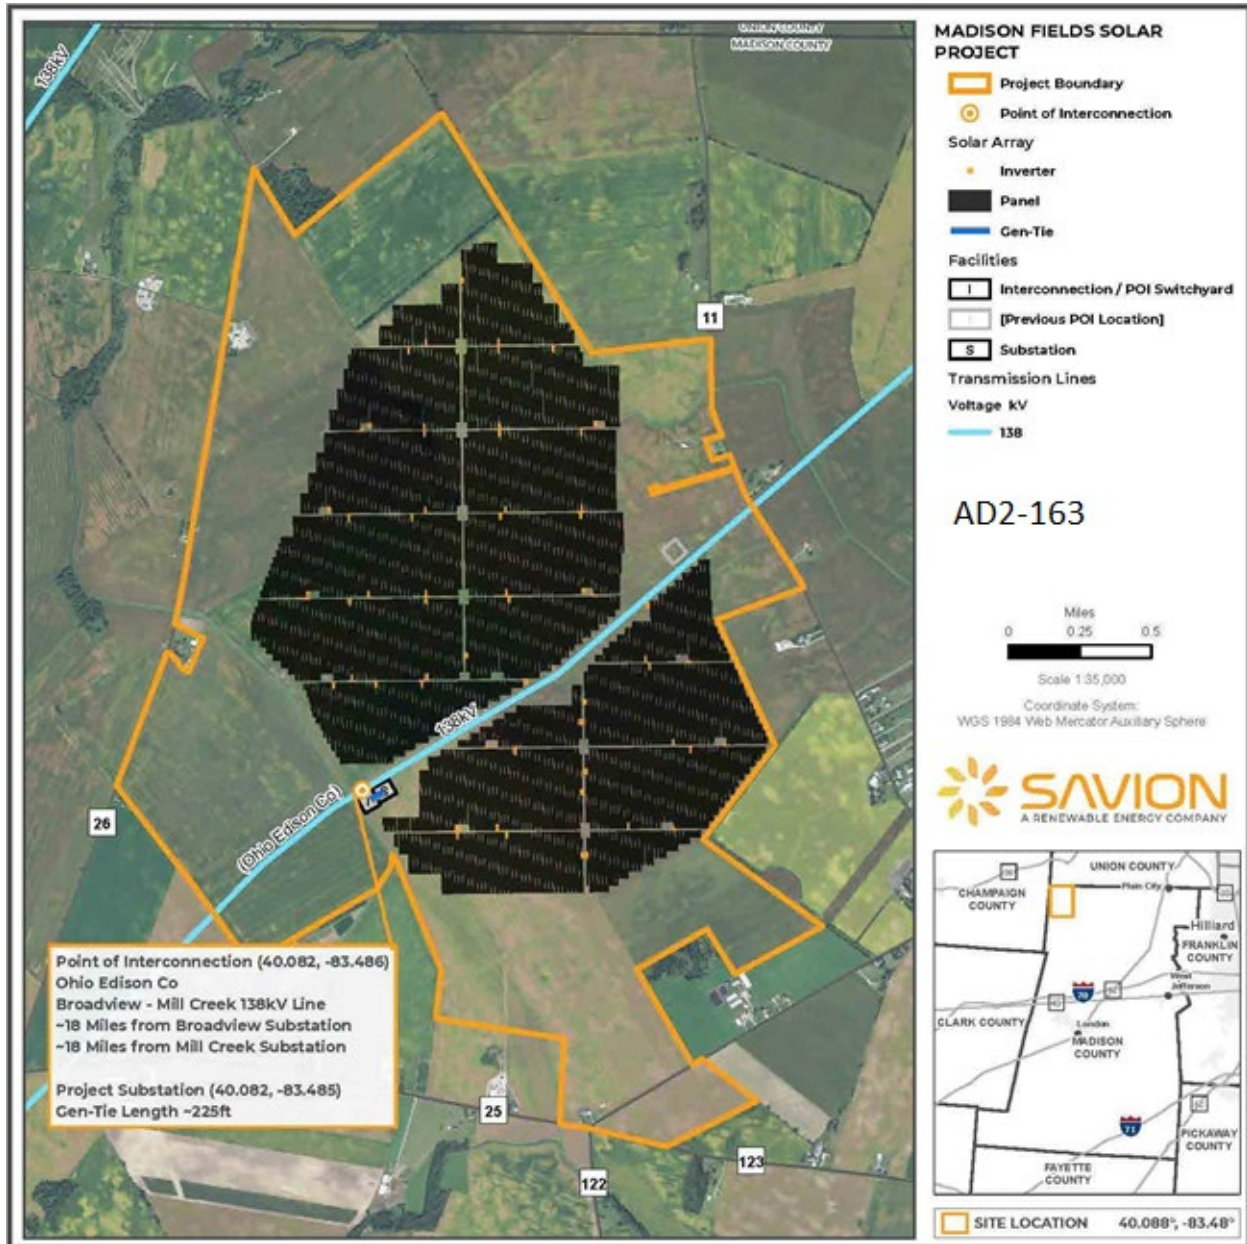 UNION COUNTY
MADISON COUNTY
138kV
11
138kV
(Ohio Edison Co)
26
Point of Interconnection (40.082, -83.486)
Ohio Edison Co
Broadview - Mill Creek 138kV Line
~18 Miles from Broadview Substation
~18 Miles from Mill Creek Substation
Project Substation (40.082, -83.485)
Gen-Tie Length ~225ft
25
122
123
MADISON FIELDS SOLAR
PROJECT
Project Boundary
Point of Interconnection
Solar Array
Inverter
Panel
Gen-Tie
Facilities
I Interconnection / POI Switchyard
[Previous POI Location]
S Substation
Transmission Lines
Voltage kV
138
AD2-163
Miles
0 0.25 0.5
Scale 1:35,000
Coordinate System:
WGS 1984 Web Mercator Auxiliary Sphere
SAVION
A RENEWABLE ENERGY COMPANY
UNION COUNTY
CHAMPAIGN
COUNTY
Plain City
Hilliard
FRANKLIN
COUNTY
West
Jefferson
70
CLARK COUNTY
London
MADISON
COUNTY
71
PICKAWAY
COUNTY
FAYETTE
COUNTY
SITE LOCATION 40.088°, -83.48°